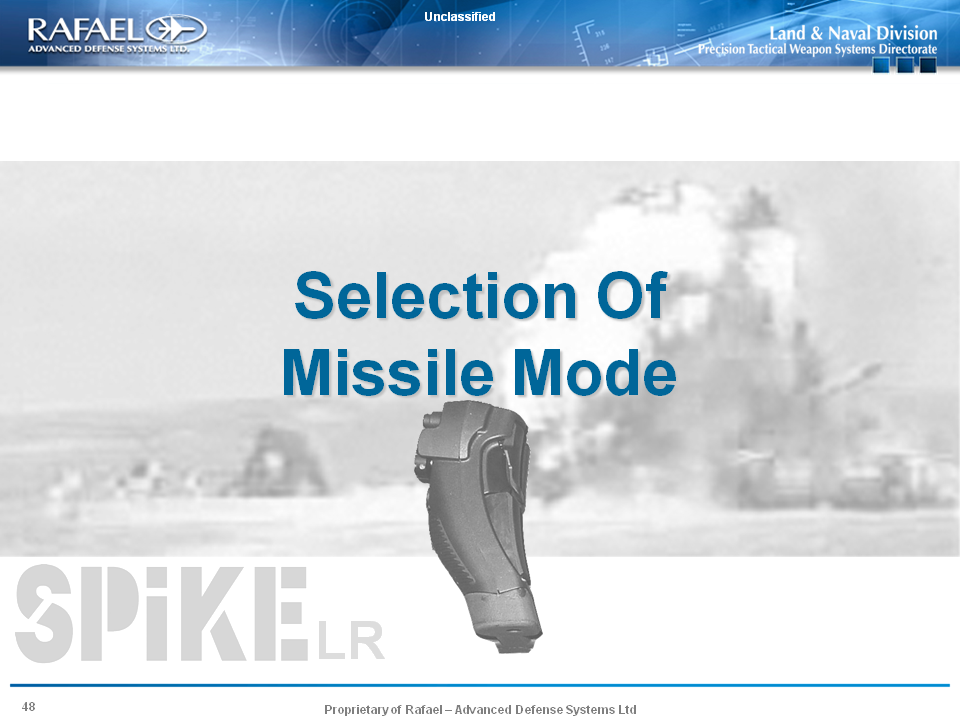 Unclassified
RAFAEL
ADVANCED DEFENSE SYSTEMS LTD.
Land & Naval Division
Precision Tactical Weapon Systems Directorate
Selection Of
Missile Mode
SPiKE LR
48
Proprietary of Rafael – Advanced Defense Systems Ltd